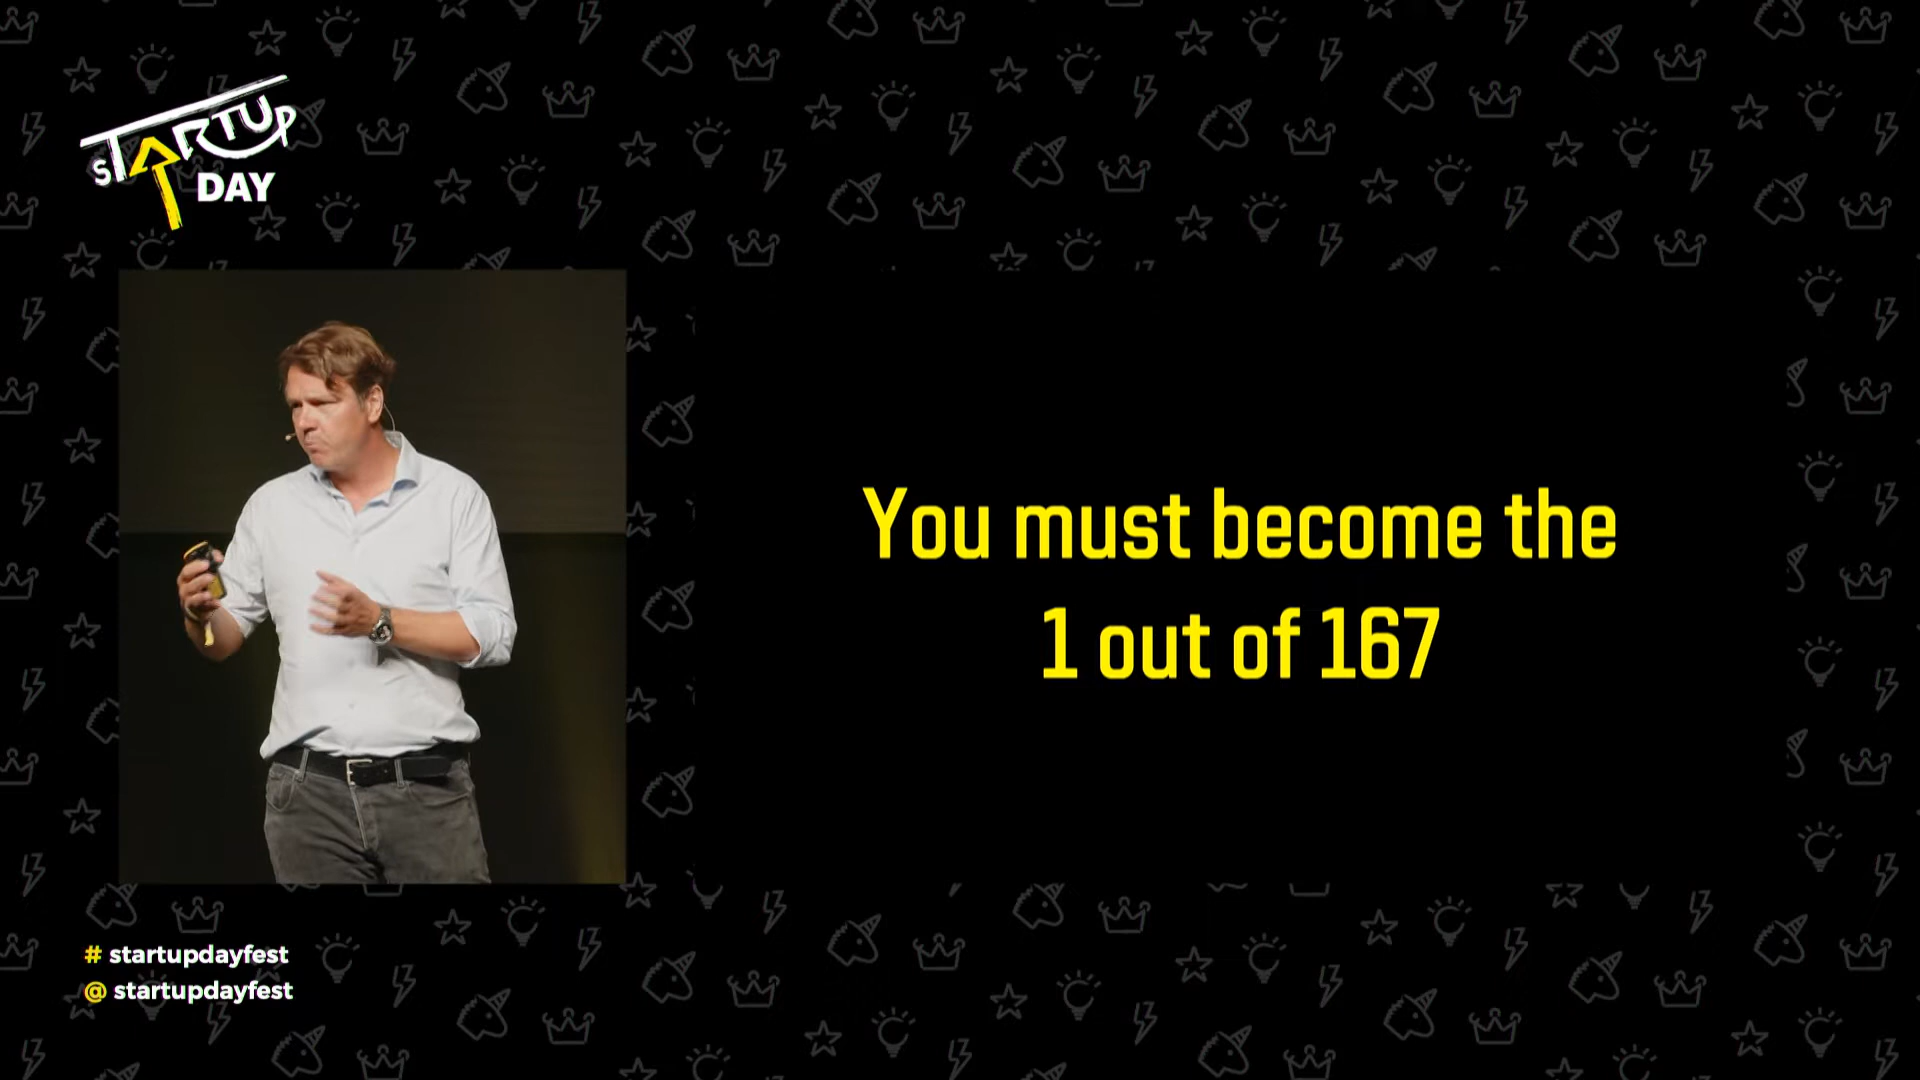 STARTUP
DAY
You must become the
1 out of 167
# startupdayfest
@ startupdayfest